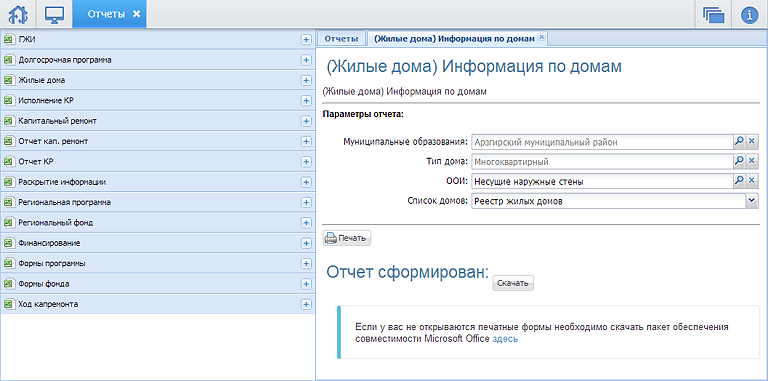 Отчеты
ГЖИ
Долгосрочная программа
Жилые дома
Исполнение КР
Капитальный ремонт
Отчет кап. ремонт
Отчет КР
Раскрытие информации
Региональная программа
Региональный фонд
Финансирование
Формы программы
Формы фонда
Ход капремонта
Отчеты (Жилые дома) Информация по домам
(Жилые дома) Информация по домам
(Жилые дома) Информация по домам
Параметры отчета:
Муниципальные образования: Арзгирский муниципальный район
Тип дома: Многоквартирный
ООИ: Несущие наружные стены
Список домов: Реестр жилых домов
Печать
Отчет сформирован: Скачать
Если у вас не открываются печатные формы необходимо скачать пакет обеспечения
совместимости Microsoft Office здесь